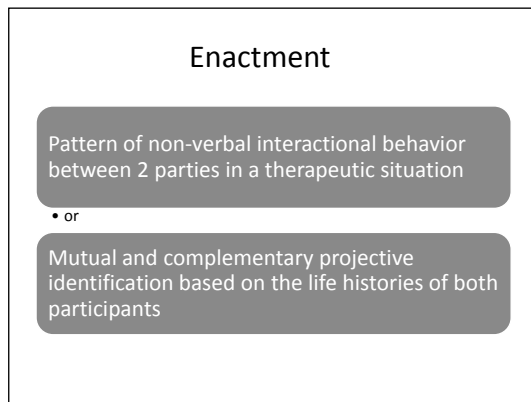 Enactment
Pattern of non-verbal interactional behavior
between 2 parties in a therapeutic situation
• or
Mutual and complementary projective
identification based on the life histories of both
participants